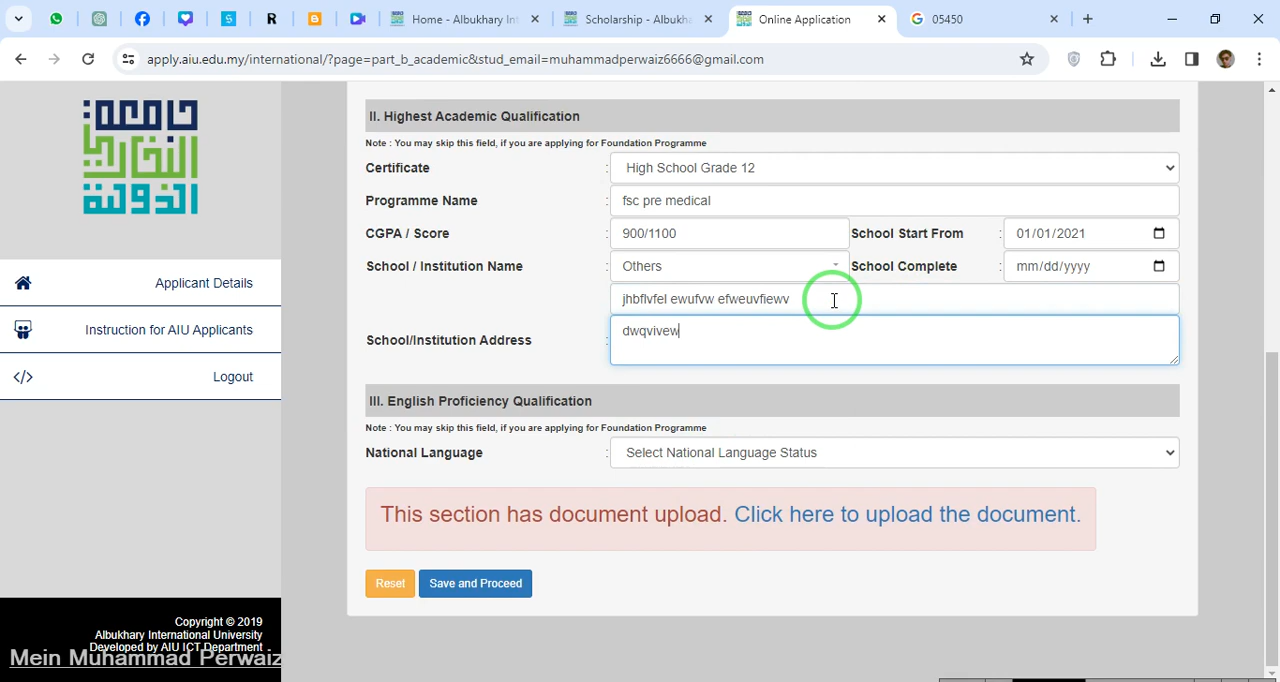 Home - Albukhary Int
Scholarship - Albukha
Online Application
05450
apply.aiu.edu.my/international/?page=part_b_academic&stud_email=muhammadperwaiz6666@gmail.com
جامعة
البخاري
الدولية
II. Highest Academic Qualification
Note : You may skip this field, if you are applying for Foundation Programme
Certificate : High School Grade 12
Programme Name : fsc pre medical
CGPA / Score : 900/1100 School Start From : 01/01/2021
School / Institution Name : Others School Complete : mm/dd/yyyy
jhbflvfel ewufvw efweuvfiewv
School/Institution Address : dwqvivew
Applicant Details
Instruction for AIU Applicants
Logout
III. English Proficiency Qualification
Note : You may skip this field, if you are applying for Foundation Programme
National Language : Select National Language Status
This section has document upload. Click here to upload the document.
Reset Save and Proceed
Copyright © 2019
Albukhary International University
Developed by AIU ICT Department
Mein Muhammad Perwaiz